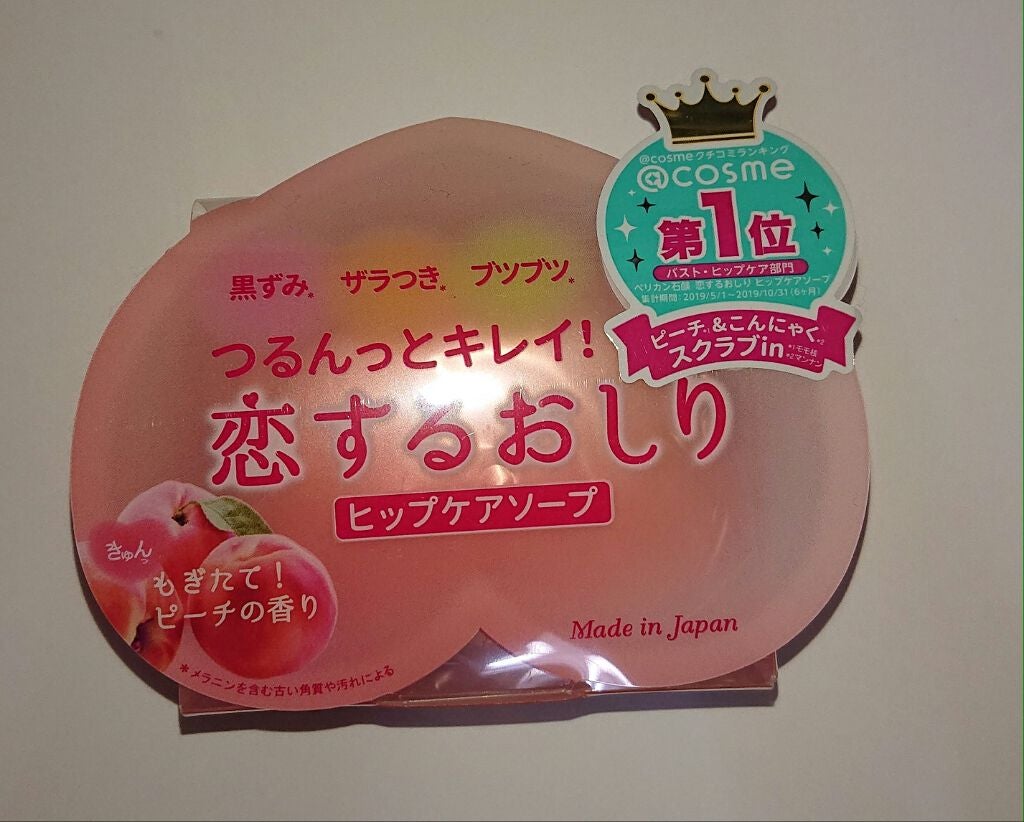 @cosmeクチコミランキング
@cosme
第1位
バスト・ヒップケア部門
ペリカン石鹸 恋するおしり ヒップケアソープ
集計期間:2019/5/1~2019/10/31(6ヶ月)
ピーチ*1&こんにゃく*2
スクラブin
*1モモ核
*2マンナン
黒ずみ* ザラつき* ブツブツ*
つるんっとキレイ!
恋するおしり
ヒップケアソープ
きゅんっ
もぎたて!
ピーチの香り
Made in Japan
*メラニンを含む古い角質や汚れによる